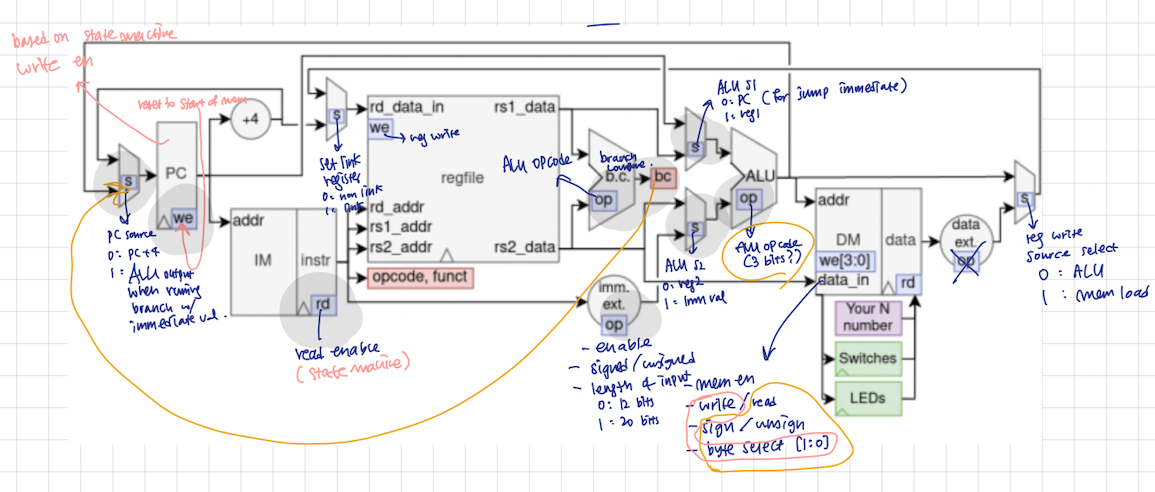 based on state machine
write en
reset to start of mem
+4
PC
we
s
PC source
0: PC+4
1: ALU output
when running
branch w/
immediate val.
addr
IM
instr
rd
read enable
(state machine)
s
set link
register
0: non link
1: link
rd_data_in
we
reg write
rs1_data
regfile
rd_addr
rs1_addr
rs2_addr
rs2_data
opcode, funct
ALU OPcode
branch
b.c.
op
bc
imm.
ext.
op
- enable
- signed/unsigned
- length of input
0: 12 bits
1: 20 bits
ALU S1
0: PC (for jump immediate)
1: reg1
s
s
ALU S2
0: reg2
1: imm val
ALU
op
ALU opcode
(3 bits?)
addr
DM
data
we[3:0]
data_in
rd
Your N
number
Switches
LEDs
- mem en
- write/read
- sign/unsign
- byte select [1:0]
data
ext.
op
s
reg write
source select
0: ALU
1: mem load